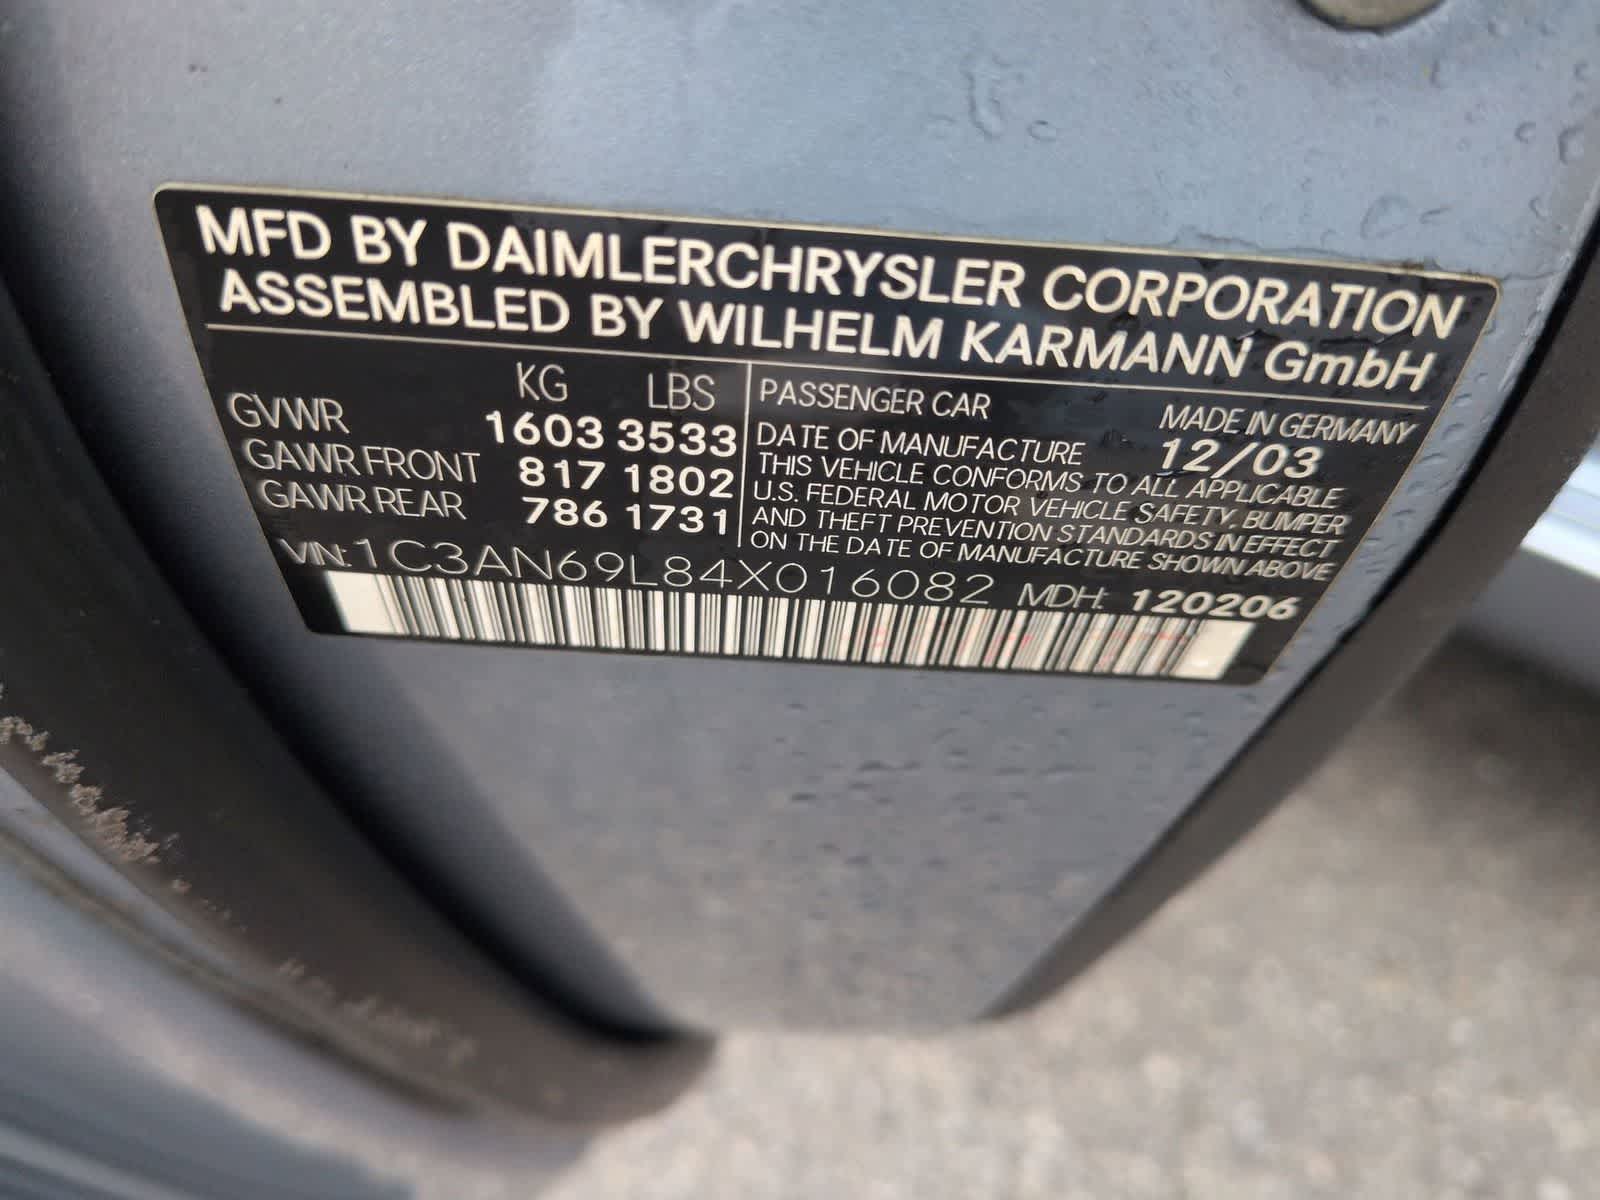 MFD BY DAIMLERCHRYSLER CORPORATION
ASSEMBLED BY WILHELM KARMANN GmbH
KG LBS
GVWR 1603 3533
GAWR FRONT 817 1802
GAWR REAR 786 1731
PASSENGER CAR MADE IN GERMANY
DATE OF MANUFACTURE 12/03
THIS VEHICLE CONFORMS TO ALL APPLICABLE
U.S. FEDERAL MOTOR VEHICLE SAFETY, BUMPER
AND THEFT PREVENTION STANDARDS IN EFFECT
ON THE DATE OF MANUFACTURE SHOWN ABOVE
VIN: 1C3AN69L84X016082 MDH: 120206